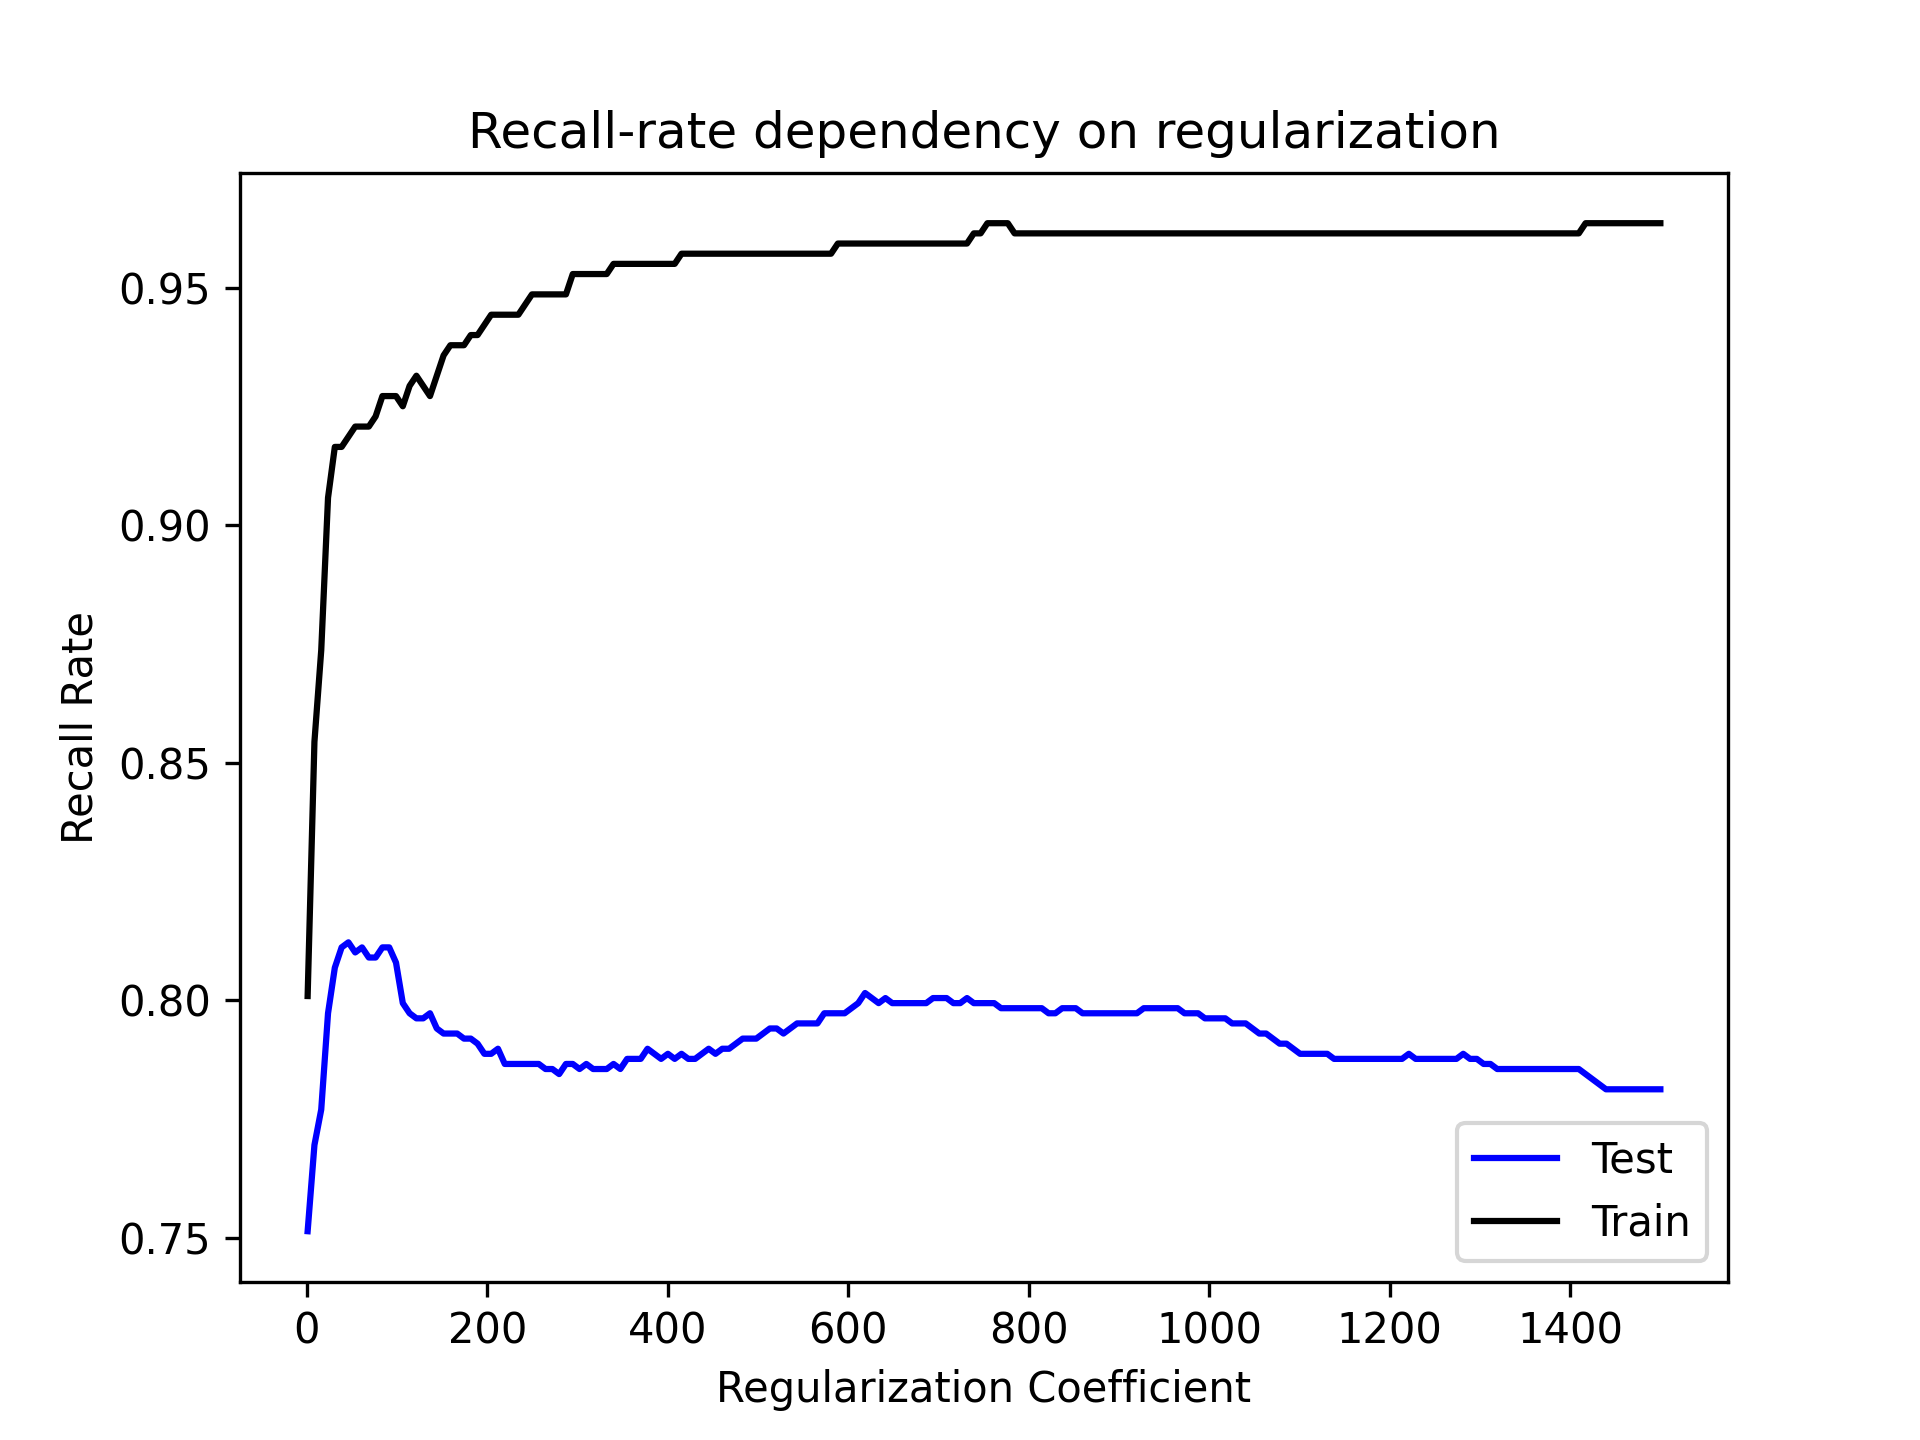 Recall-rate dependency on regularization
Recall Rate
0.95
0.90
0.85
0.80
0.75
0 200 400 600 800 1000 1200 1400
Regularization Coefficient
Test
Train